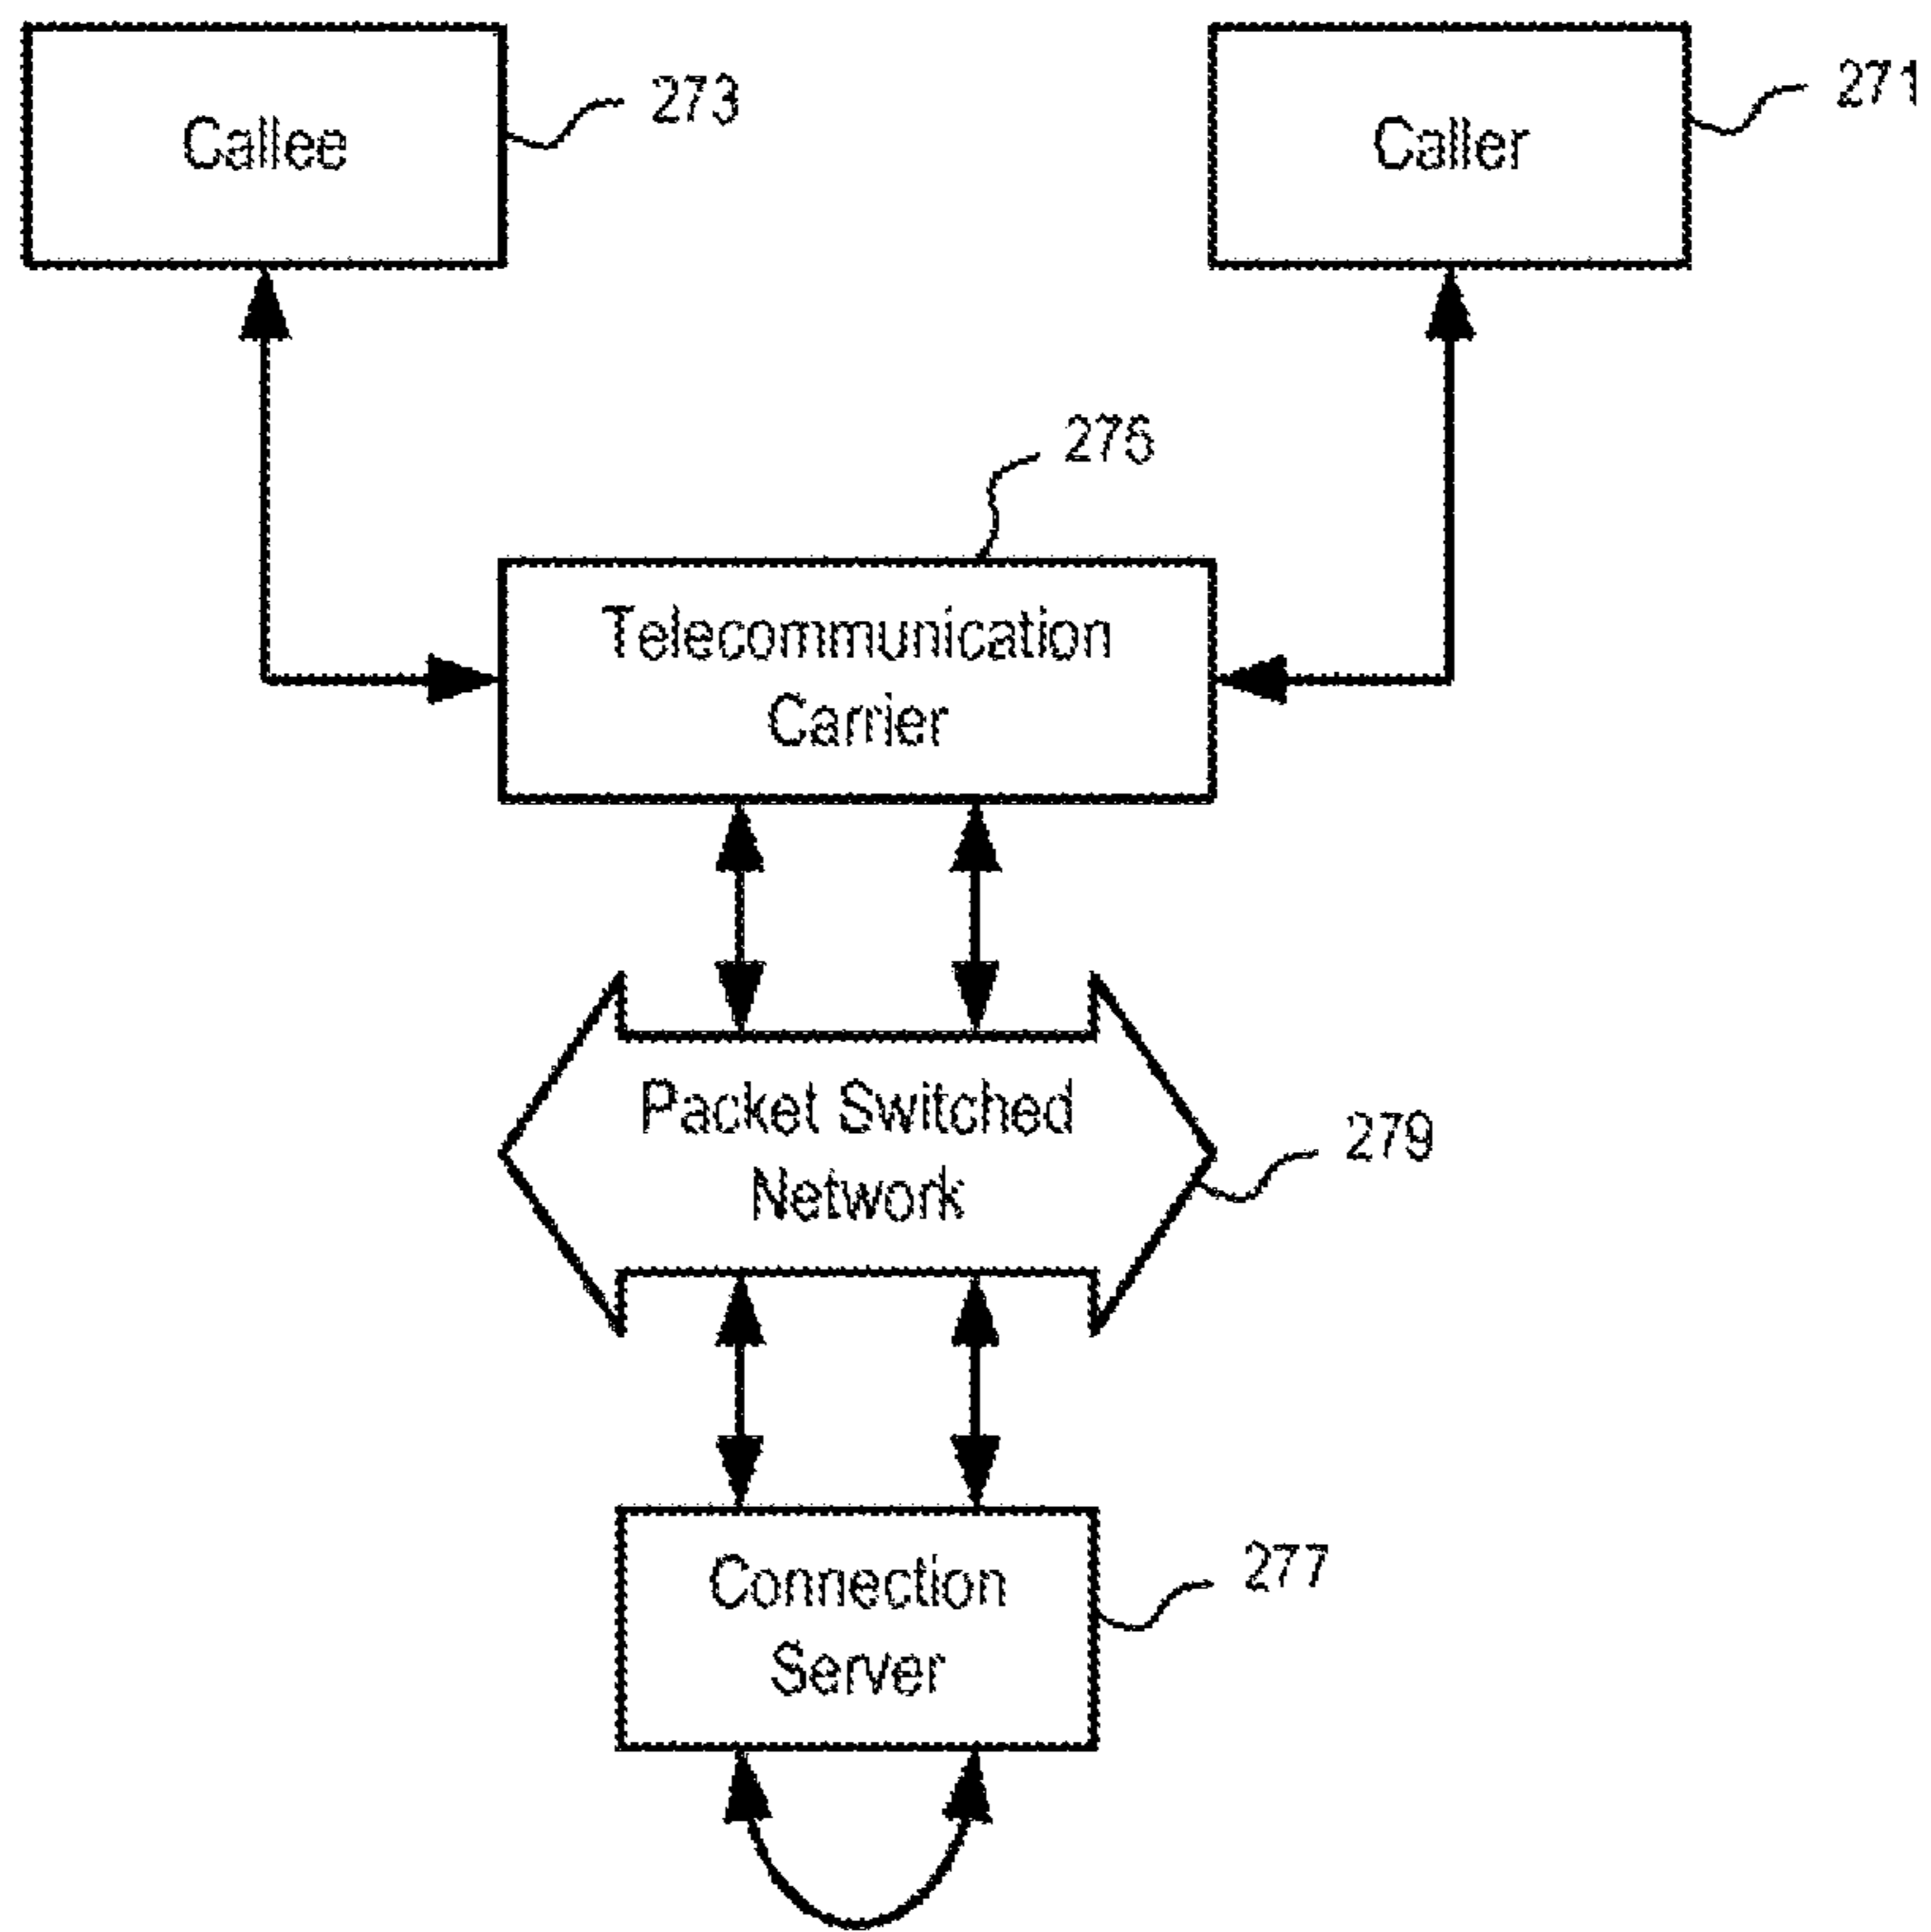 Callee
273
Caller
271
275
Telecommunication
Carrier
Packet Switched
Network
279
Connection
Server
277